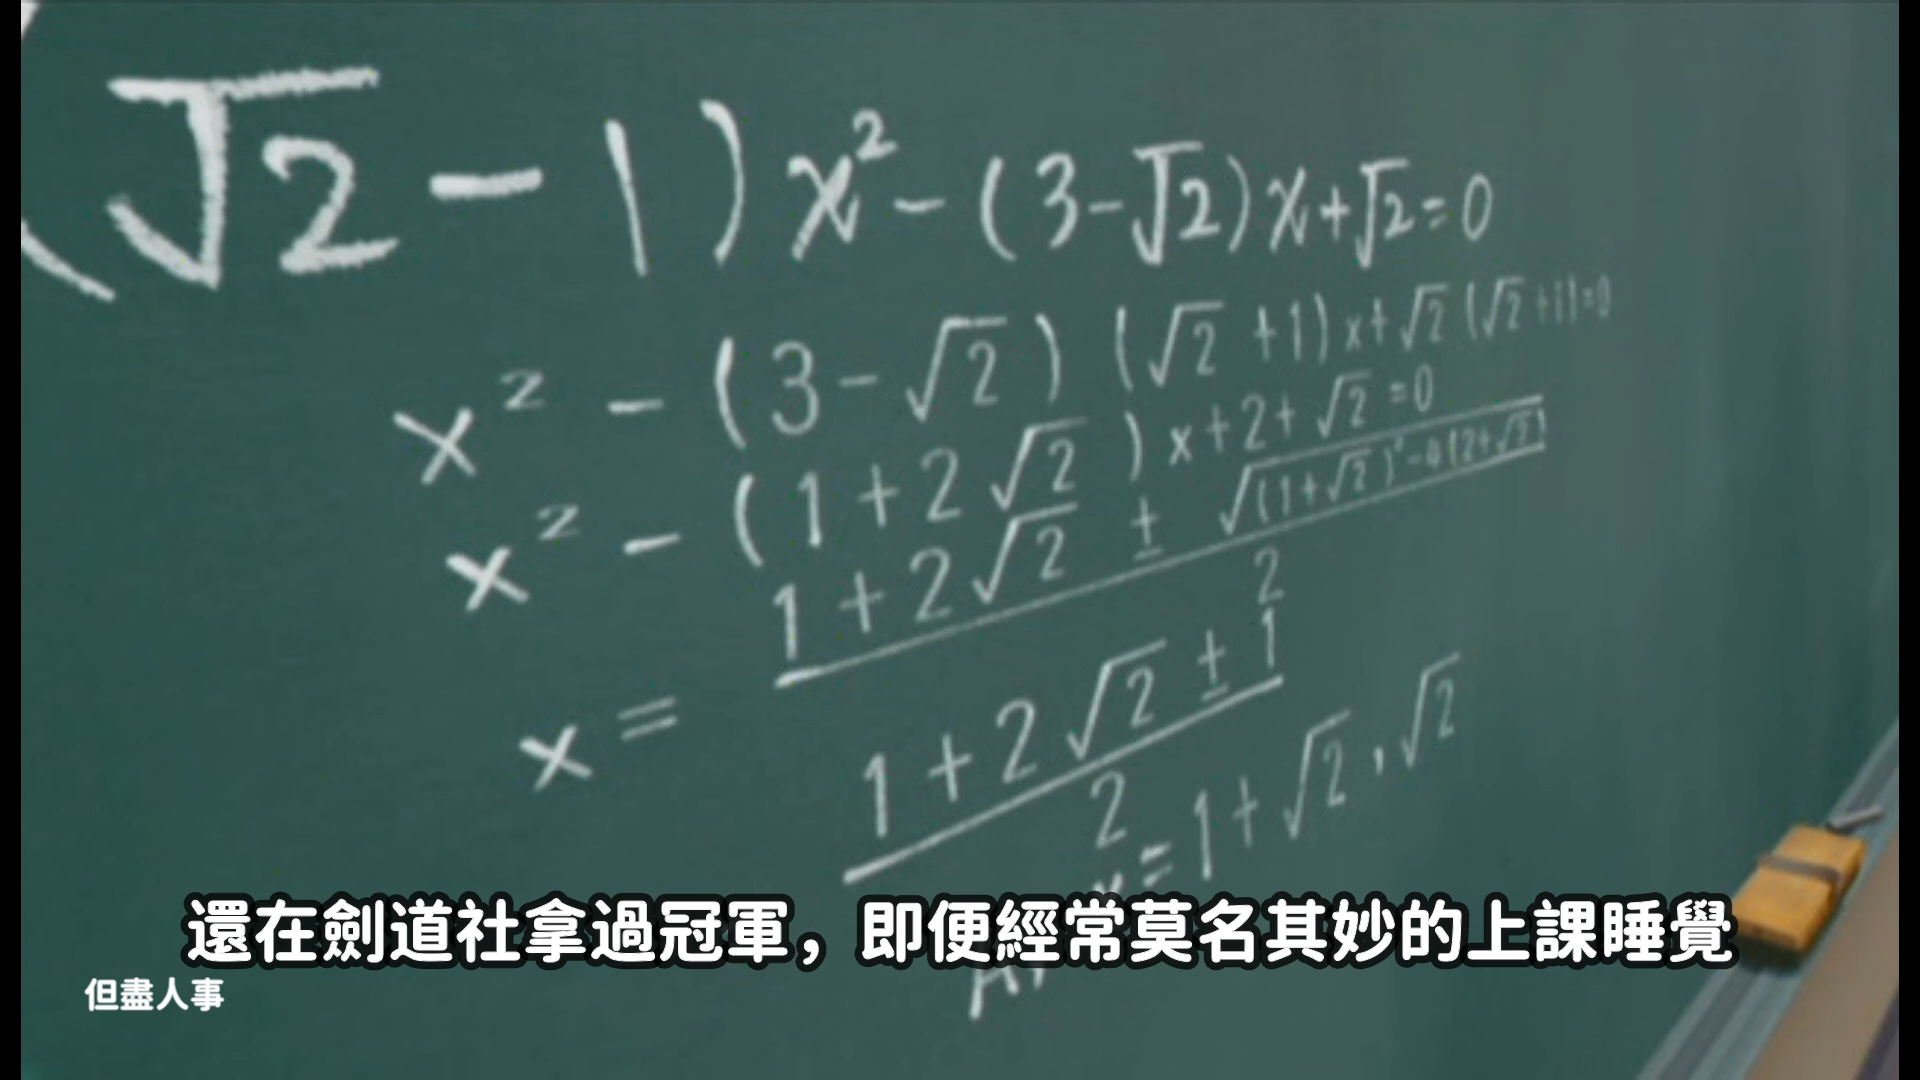 (√2-1)x²-(3-√2)x+√2=0
x²-(3-√2)(√2+1)x+√2(√2+1)=0
x²-(1+2√2)x+2+√2=0
x=
1+2√2±√(1+√2)²-4(2+√2)
2
1+2√2±1
2
x=1+√2,√2
還在劍道社拿過冠軍，即便經常莫名其妙的上課睡覺
但盡人事